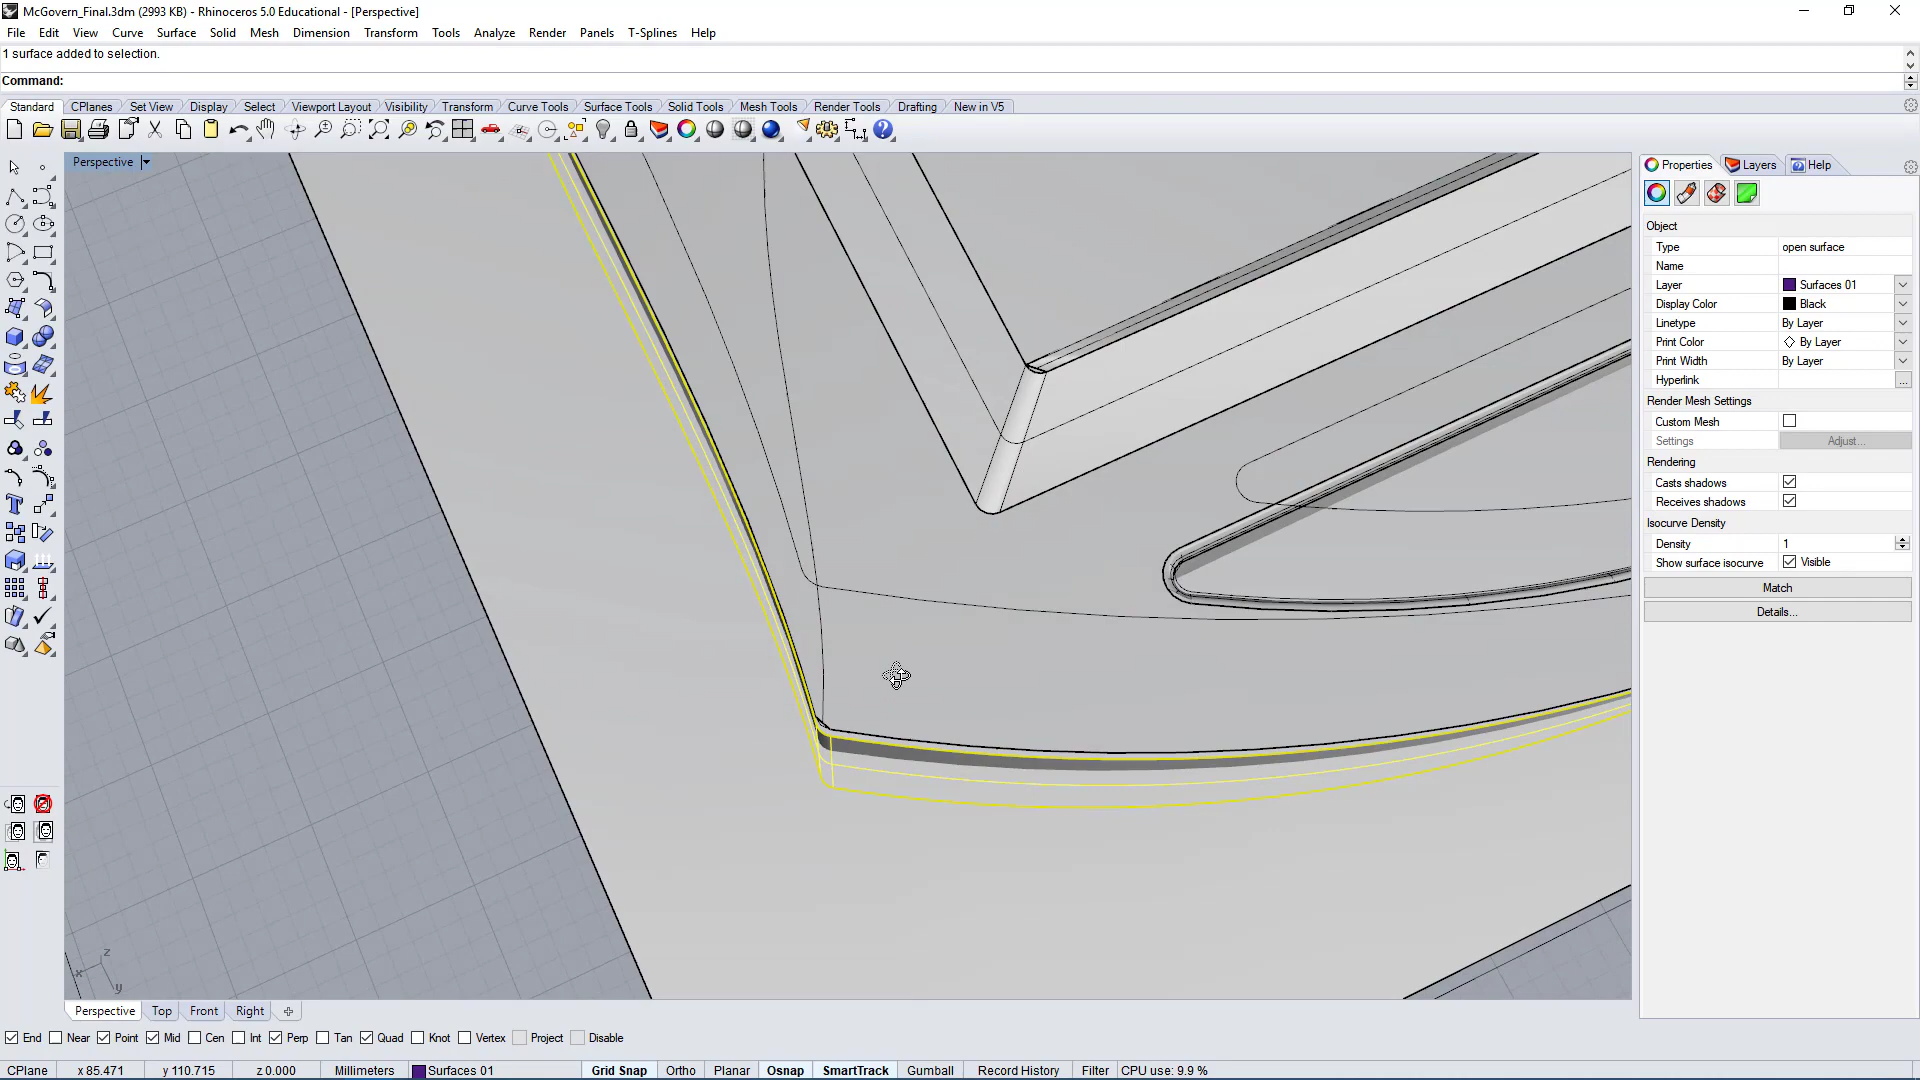 McGovern_Final.3dm (2993 KB) - Rhinoceros 5.0 Educational - [Perspective]
File Edit View Curve Surface Solid Mesh Dimension Transform Tools Analyze Render Panels T-Splines Help
1 surface added to selection.
Command:
Standard CPlanes Set View Display Select Viewport Layout Visibility Transform Curve Tools Surface Tools Solid Tools Mesh Tools Render Tools Drafting New in V5
Perspective
Properties Layers Help
Object
Type open surface
Name
Layer Surfaces 01
Display Color Black
Linetype By Layer
Print Color By Layer
Print Width By Layer
Hyperlink ...
Render Mesh Settings
Custom Mesh
Settings Adjust...
Rendering
Casts shadows
Receives shadows
Isocurve Density
Density 1
Show surface isocurve Visible
Match
Details...
z
x
y
Perspective Top Front Right
End Near Point Mid Cen Int Perp Tan Quad Knot Vertex Project Disable
CPlane x 85.471 y 110.715 z 0.000 Millimeters Surfaces 01 Grid Snap Ortho Planar Osnap SmartTrack Gumball Record History Filter CPU use: 9.9 %